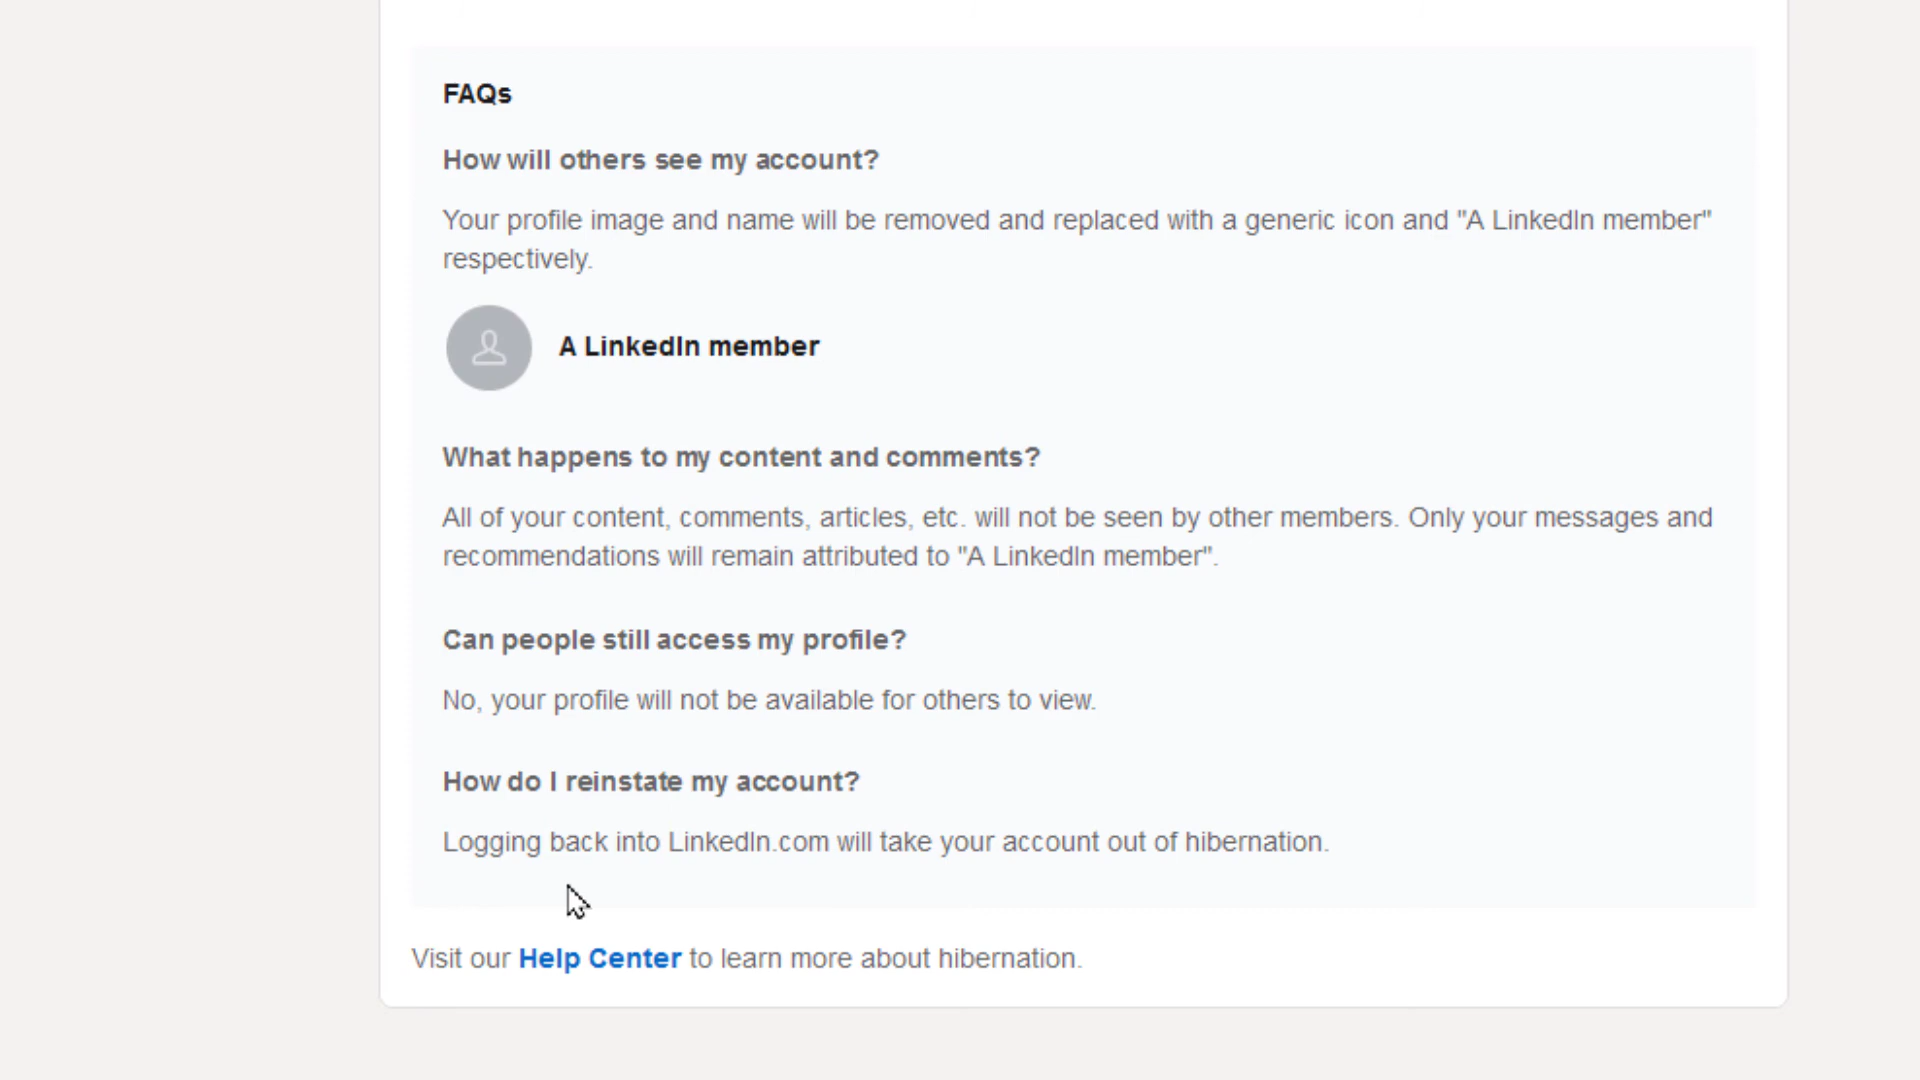 FAQs
How will others see my account?
Your profile image and name will be removed and replaced with a generic icon and "A LinkedIn member"
respectively.
A LinkedIn member
What happens to my content and comments?
All of your content, comments, articles, etc. will not be seen by other members. Only your messages and
recommendations will remain attributed to "A LinkedIn member".
Can people still access my profile?
No, your profile will not be available for others to view.
How do I reinstate my account?
Logging back into LinkedIn.com will take your account out of hibernation.
Visit our Help Center to learn more about hibernation.